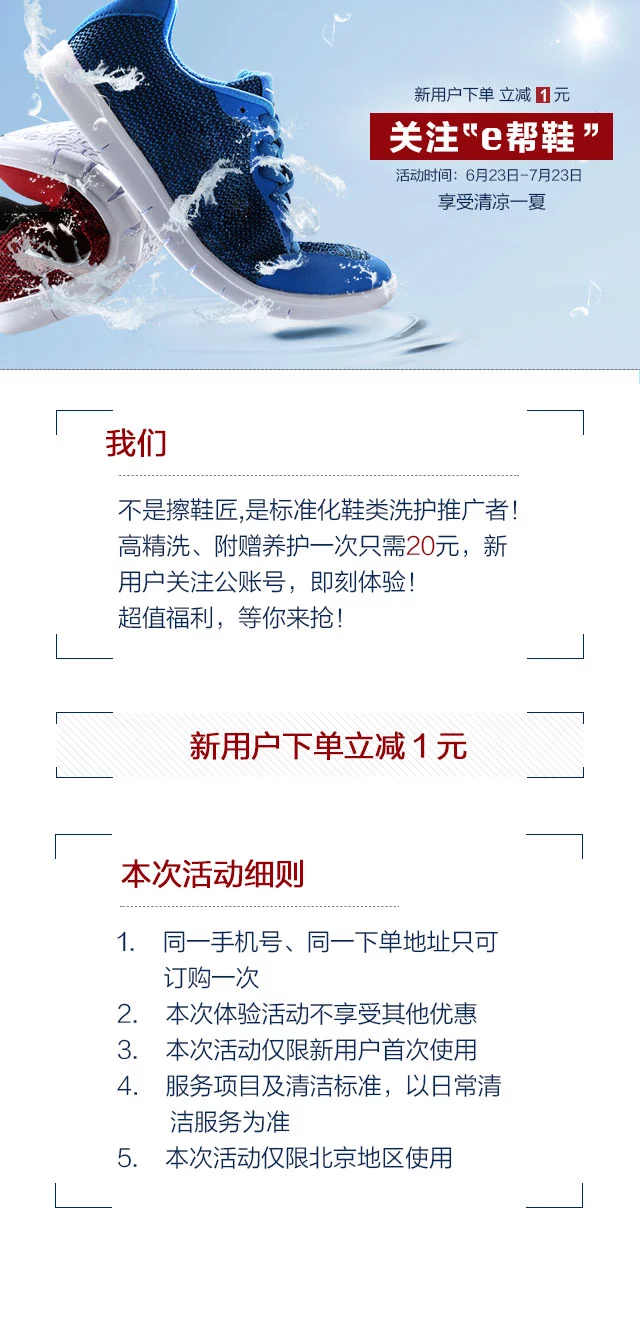 新用户下单 立减 1 元
关注“e帮鞋”
活动时间：6月23日-7月23日
享受清凉一夏
我们
不是擦鞋匠,是标准化鞋类洗护推广者！
高精洗、附赠养护一次只需20元，新
用户关注公账号，即刻体验！
超值福利，等你来抢！
新用户下单立减1元
本次活动细则
1. 同一手机号、同一下单地址只可
订购一次
2. 本次体验活动不享受其他优惠
3. 本次活动仅限新用户首次使用
4. 服务项目及清洁标准，以日常清
洁服务为准
5. 本次活动仅限北京地区使用